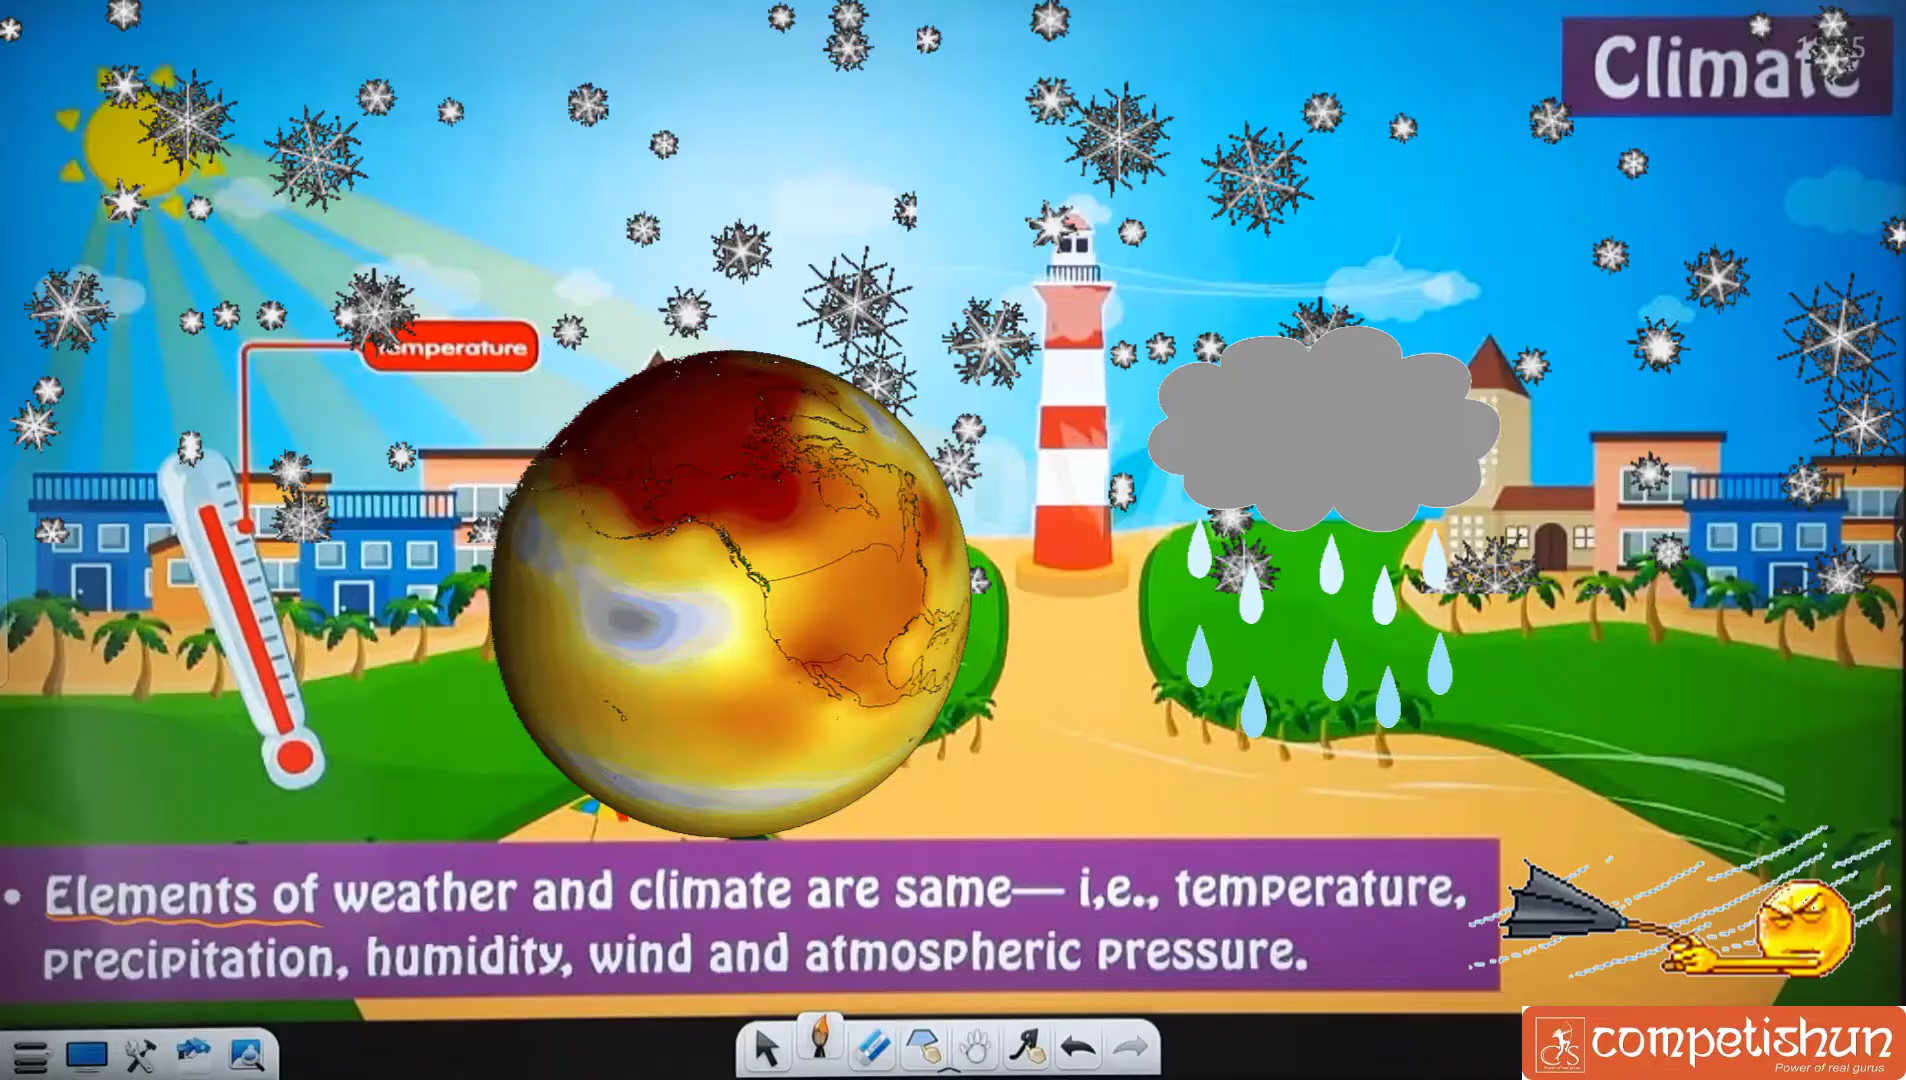 Climate
temperature
• Elements of weather and climate are same— i,e., temperature,
precipitation, humidity, wind and atmospheric pressure.
competishun
Power of real gurus